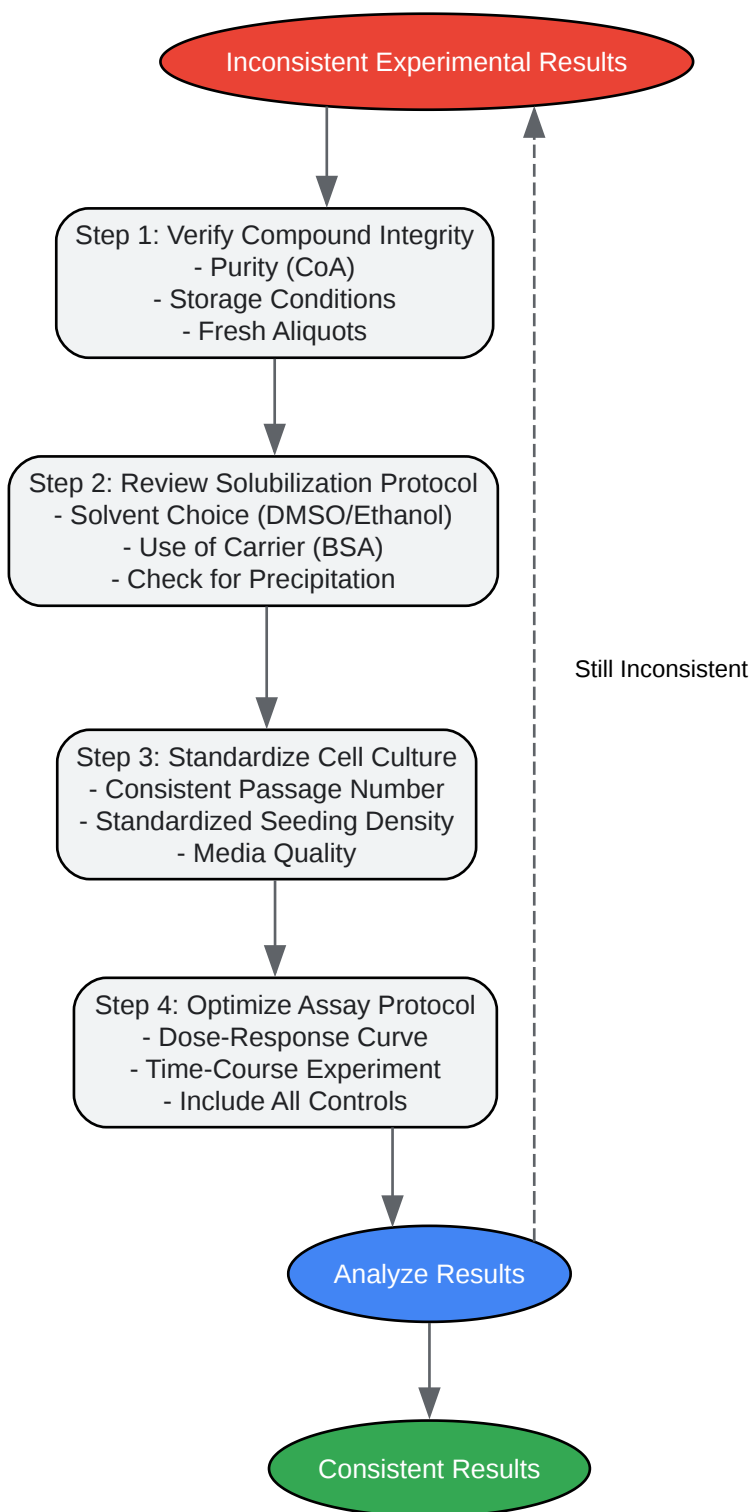 Inconsistent Experimental Results
Step 1: Verify Compound Integrity
- Purity (CoA)
- Storage Conditions
- Fresh Aliquots
Step 2: Review Solubilization Protocol
- Solvent Choice (DMSO/Ethanol)
- Use of Carrier (BSA)
- Check for Precipitation
Still Inconsistent
Step 3: Standardize Cell Culture
- Consistent Passage Number
- Standardized Seeding Density
- Media Quality
Step 4: Optimize Assay Protocol
- Dose-Response Curve
- Time-Course Experiment
- Include All Controls
Analyze Results
Consistent Results